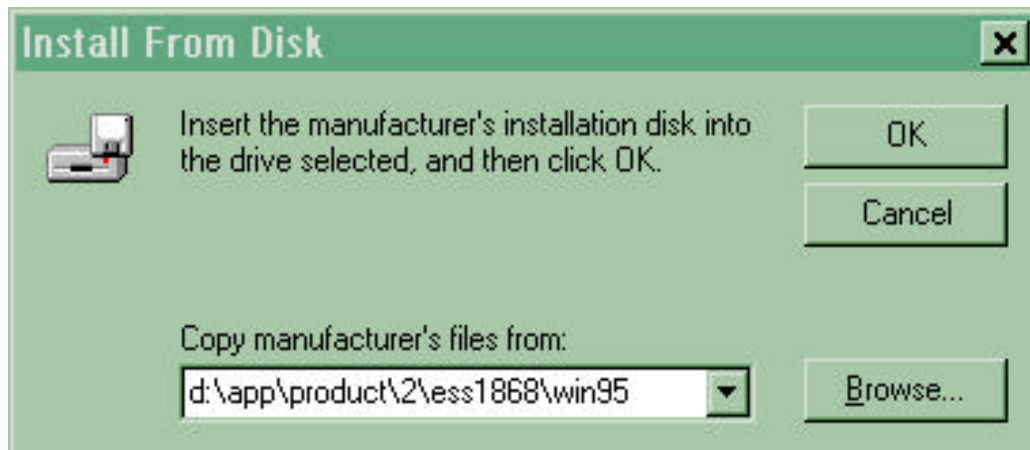 Install From Disk
Insert the manufacturer's installation disk into
the drive selected, and then click OK.
OK
Cancel
Copy manufacturer's files from:
d:\app\product\2\ess1868\win95
Browse...